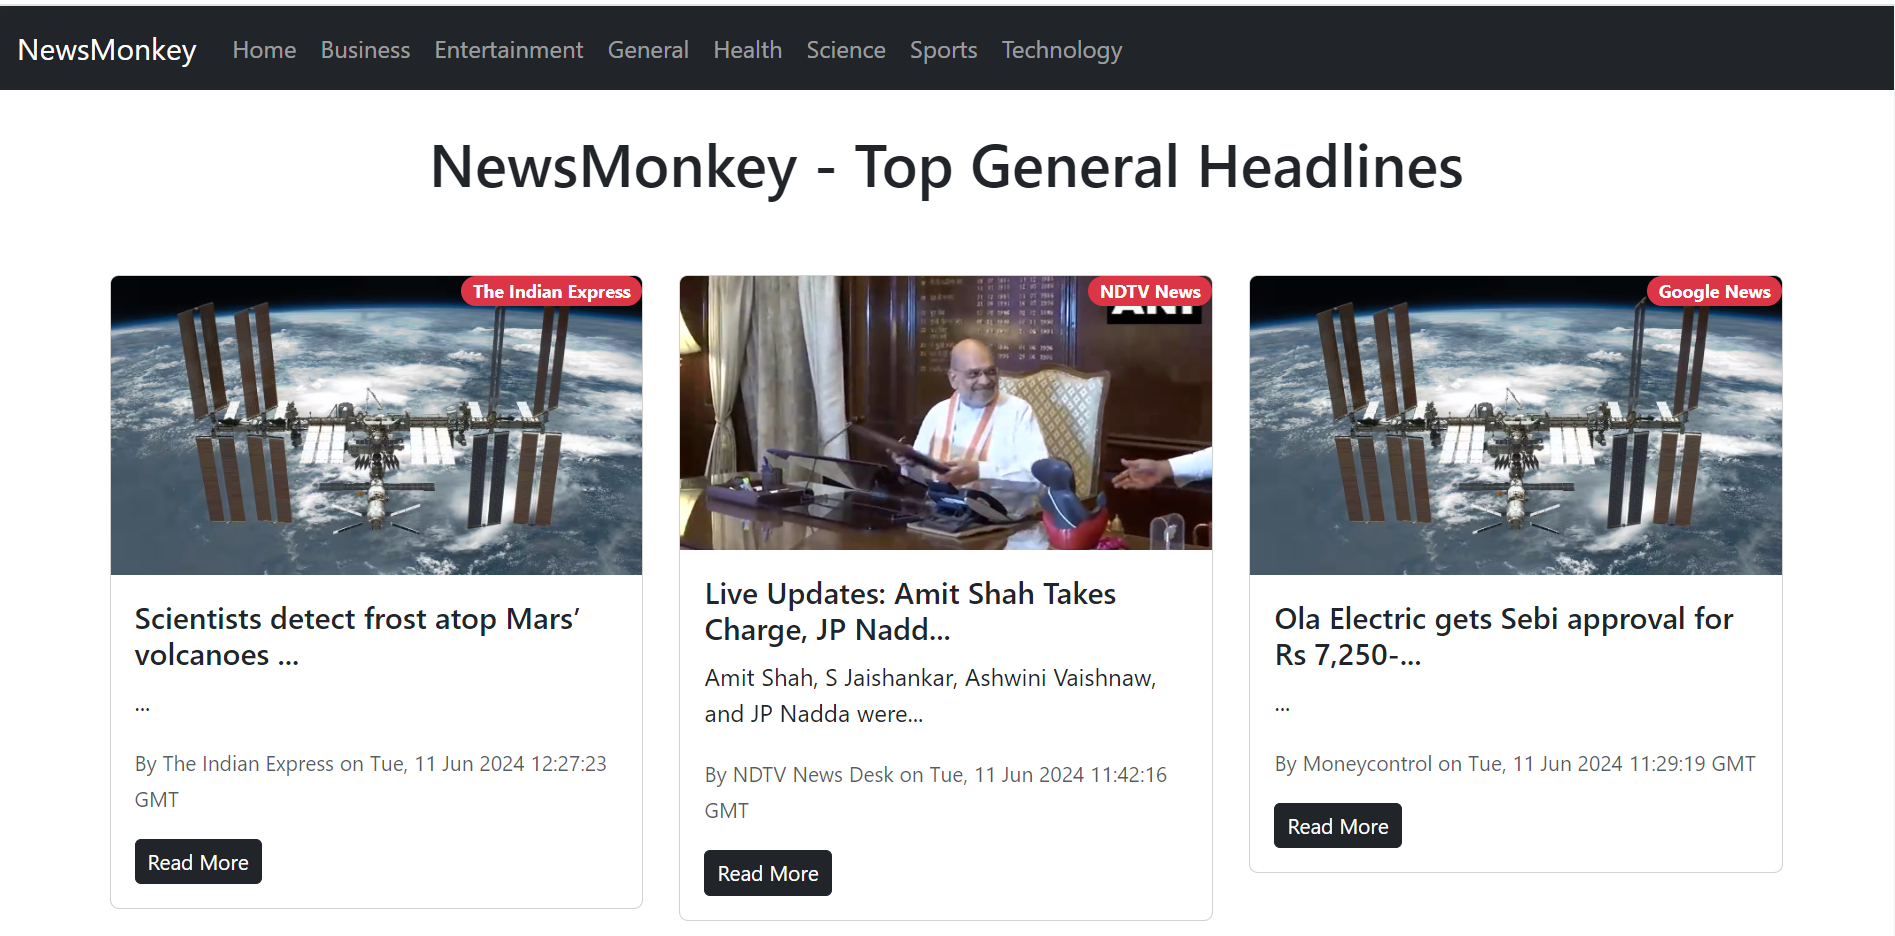 NewsMonkey Home Business Entertainment General Health Science Sports Technology
NewsMonkey - Top General Headlines
The Indian Express
Scientists detect frost atop Mars’
volcanoes ...
...
By The Indian Express on Tue, 11 Jun 2024 12:27:23
GMT
Read More
NDTV News
ANI
Live Updates: Amit Shah Takes
Charge, JP Nadd...
Amit Shah, S Jaishankar, Ashwini Vaishnaw,
and JP Nadda were...
By NDTV News Desk on Tue, 11 Jun 2024 11:42:16
GMT
Read More
Google News
Ola Electric gets Sebi approval for
Rs 7,250-...
...
By Moneycontrol on Tue, 11 Jun 2024 11:29:19 GMT
Read More